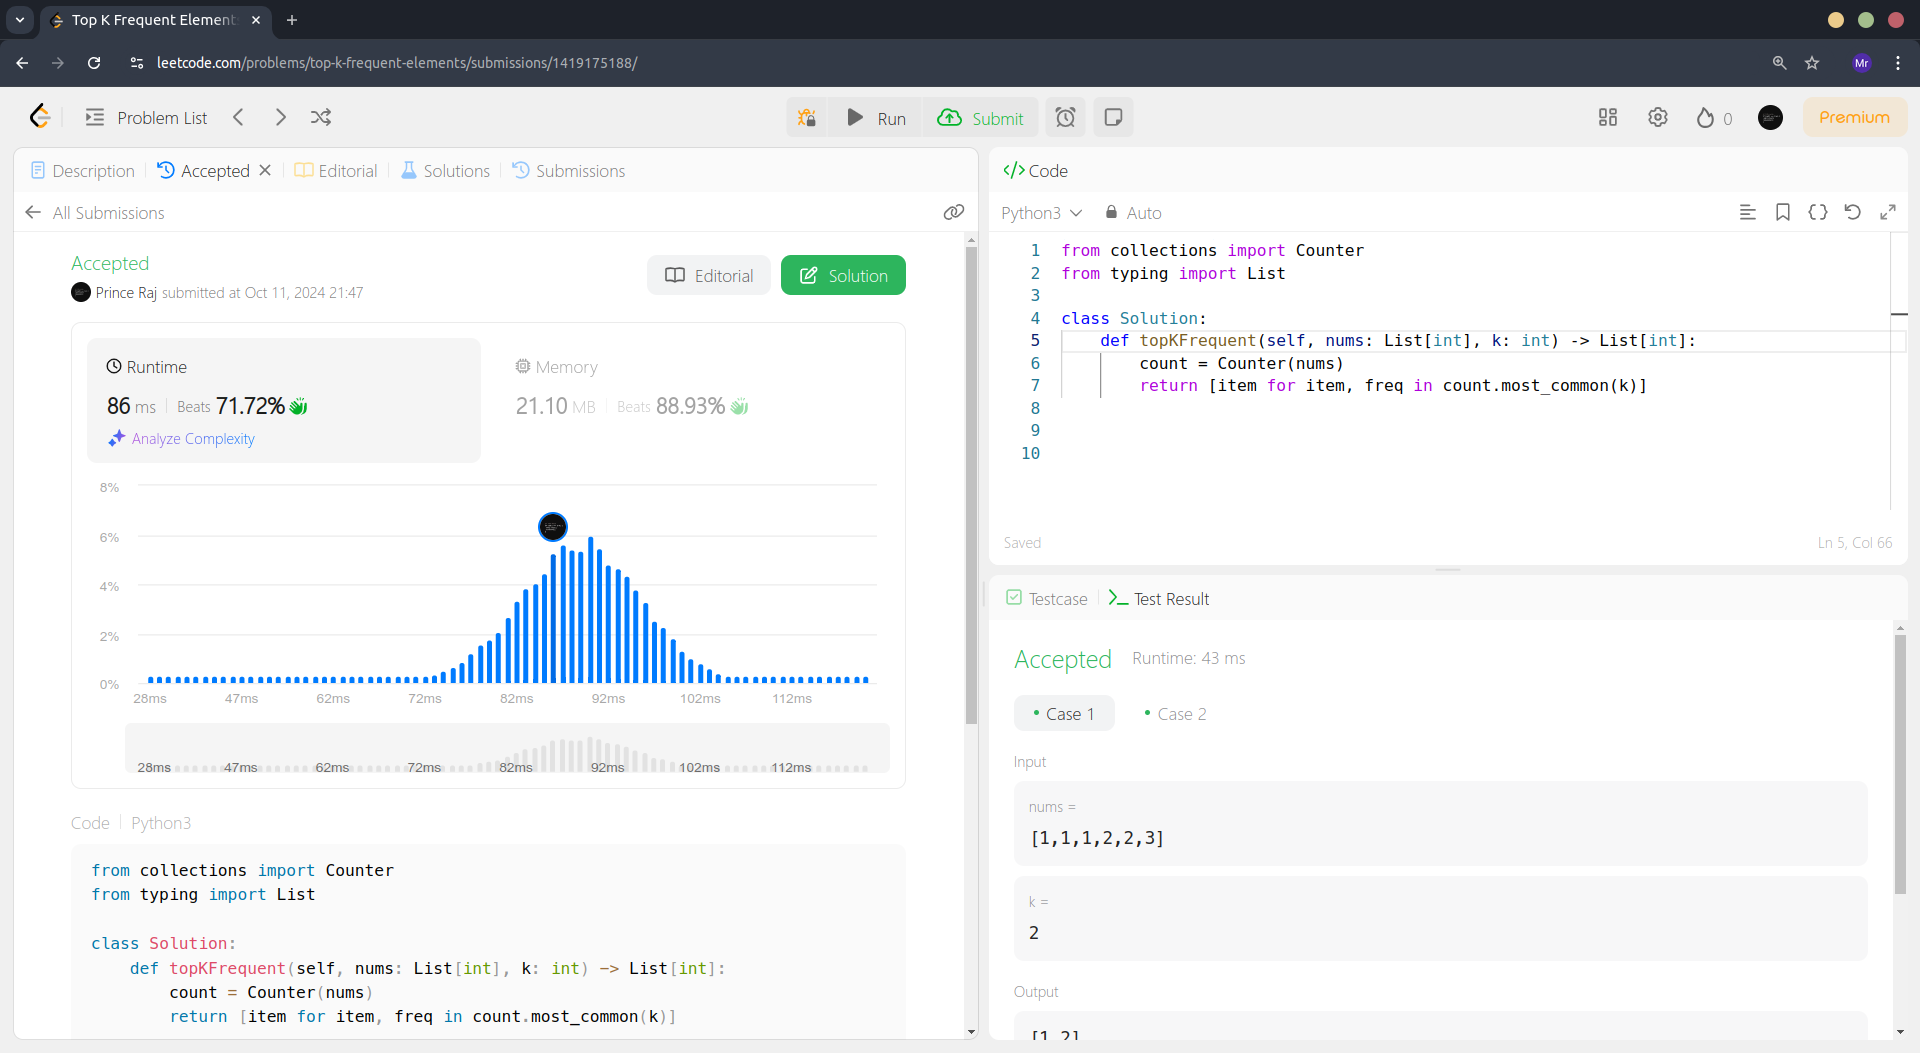 Top K Frequent Element
leetcode.com/problems/top-k-frequent-elements/submissions/1419175188/
Mr
Problem List
Run
Submit
0
Premium
Description
Accepted
Editorial
Solutions
Submissions
All Submissions
Accepted
Prince Raj submitted at Oct 11, 2024 21:47
Editorial
Solution
Runtime
86 ms
Beats 71.72%
Analyze Complexity
Memory
21.10 MB
Beats 88.93%
8%
6%
4%
2%
0%
28ms 47ms 62ms 72ms 82ms 92ms 102ms 112ms
28ms 47ms 62ms 72ms 82ms 92ms 102ms 112ms
Code
Python3
from collections import Counter
from typing import List
class Solution:
def topKFrequent(self, nums: List[int], k: int) -> List[int]:
count = Counter(nums)
return [item for item, freq in count.most_common(k)]
Code
Python3
Auto
1 from collections import Counter
2 from typing import List
3
4 class Solution:
5 def topKFrequent(self, nums: List[int], k: int) -> List[int]:
6 count = Counter(nums)
7 return [item for item, freq in count.most_common(k)]
8
9
10
Saved
Ln 5, Col 66
Testcase
Test Result
Accepted
Runtime: 43 ms
Case 1
Case 2
Input
nums =
[1,1,1,2,2,3]
k =
2
Output
[1,2]